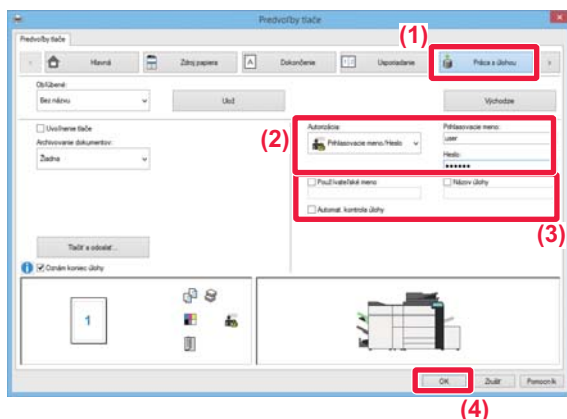 Predvoľby tlače
(1)
Predvoľby tlače
Hlavná
Zdroj papiera
Dokončenie
Usporiadanie
Práca s úlohou
Obľúbené:
Bez názvu
Ulož
Východzie
Uvoľnenie tlače
Archivovanie dokumentov:
Žiadna
(2)
Autorizácia:
Prihlasovacie meno/Heslo
Prihlasovacie meno:
user
Heslo:
••••••
Používateľské meno
Názov úlohy
Automat. kontrola úlohy
(3)
Tlačiť a odoslať...
Oznám koniec úlohy
1
OK
Zrušiť
Pomocník
(4)